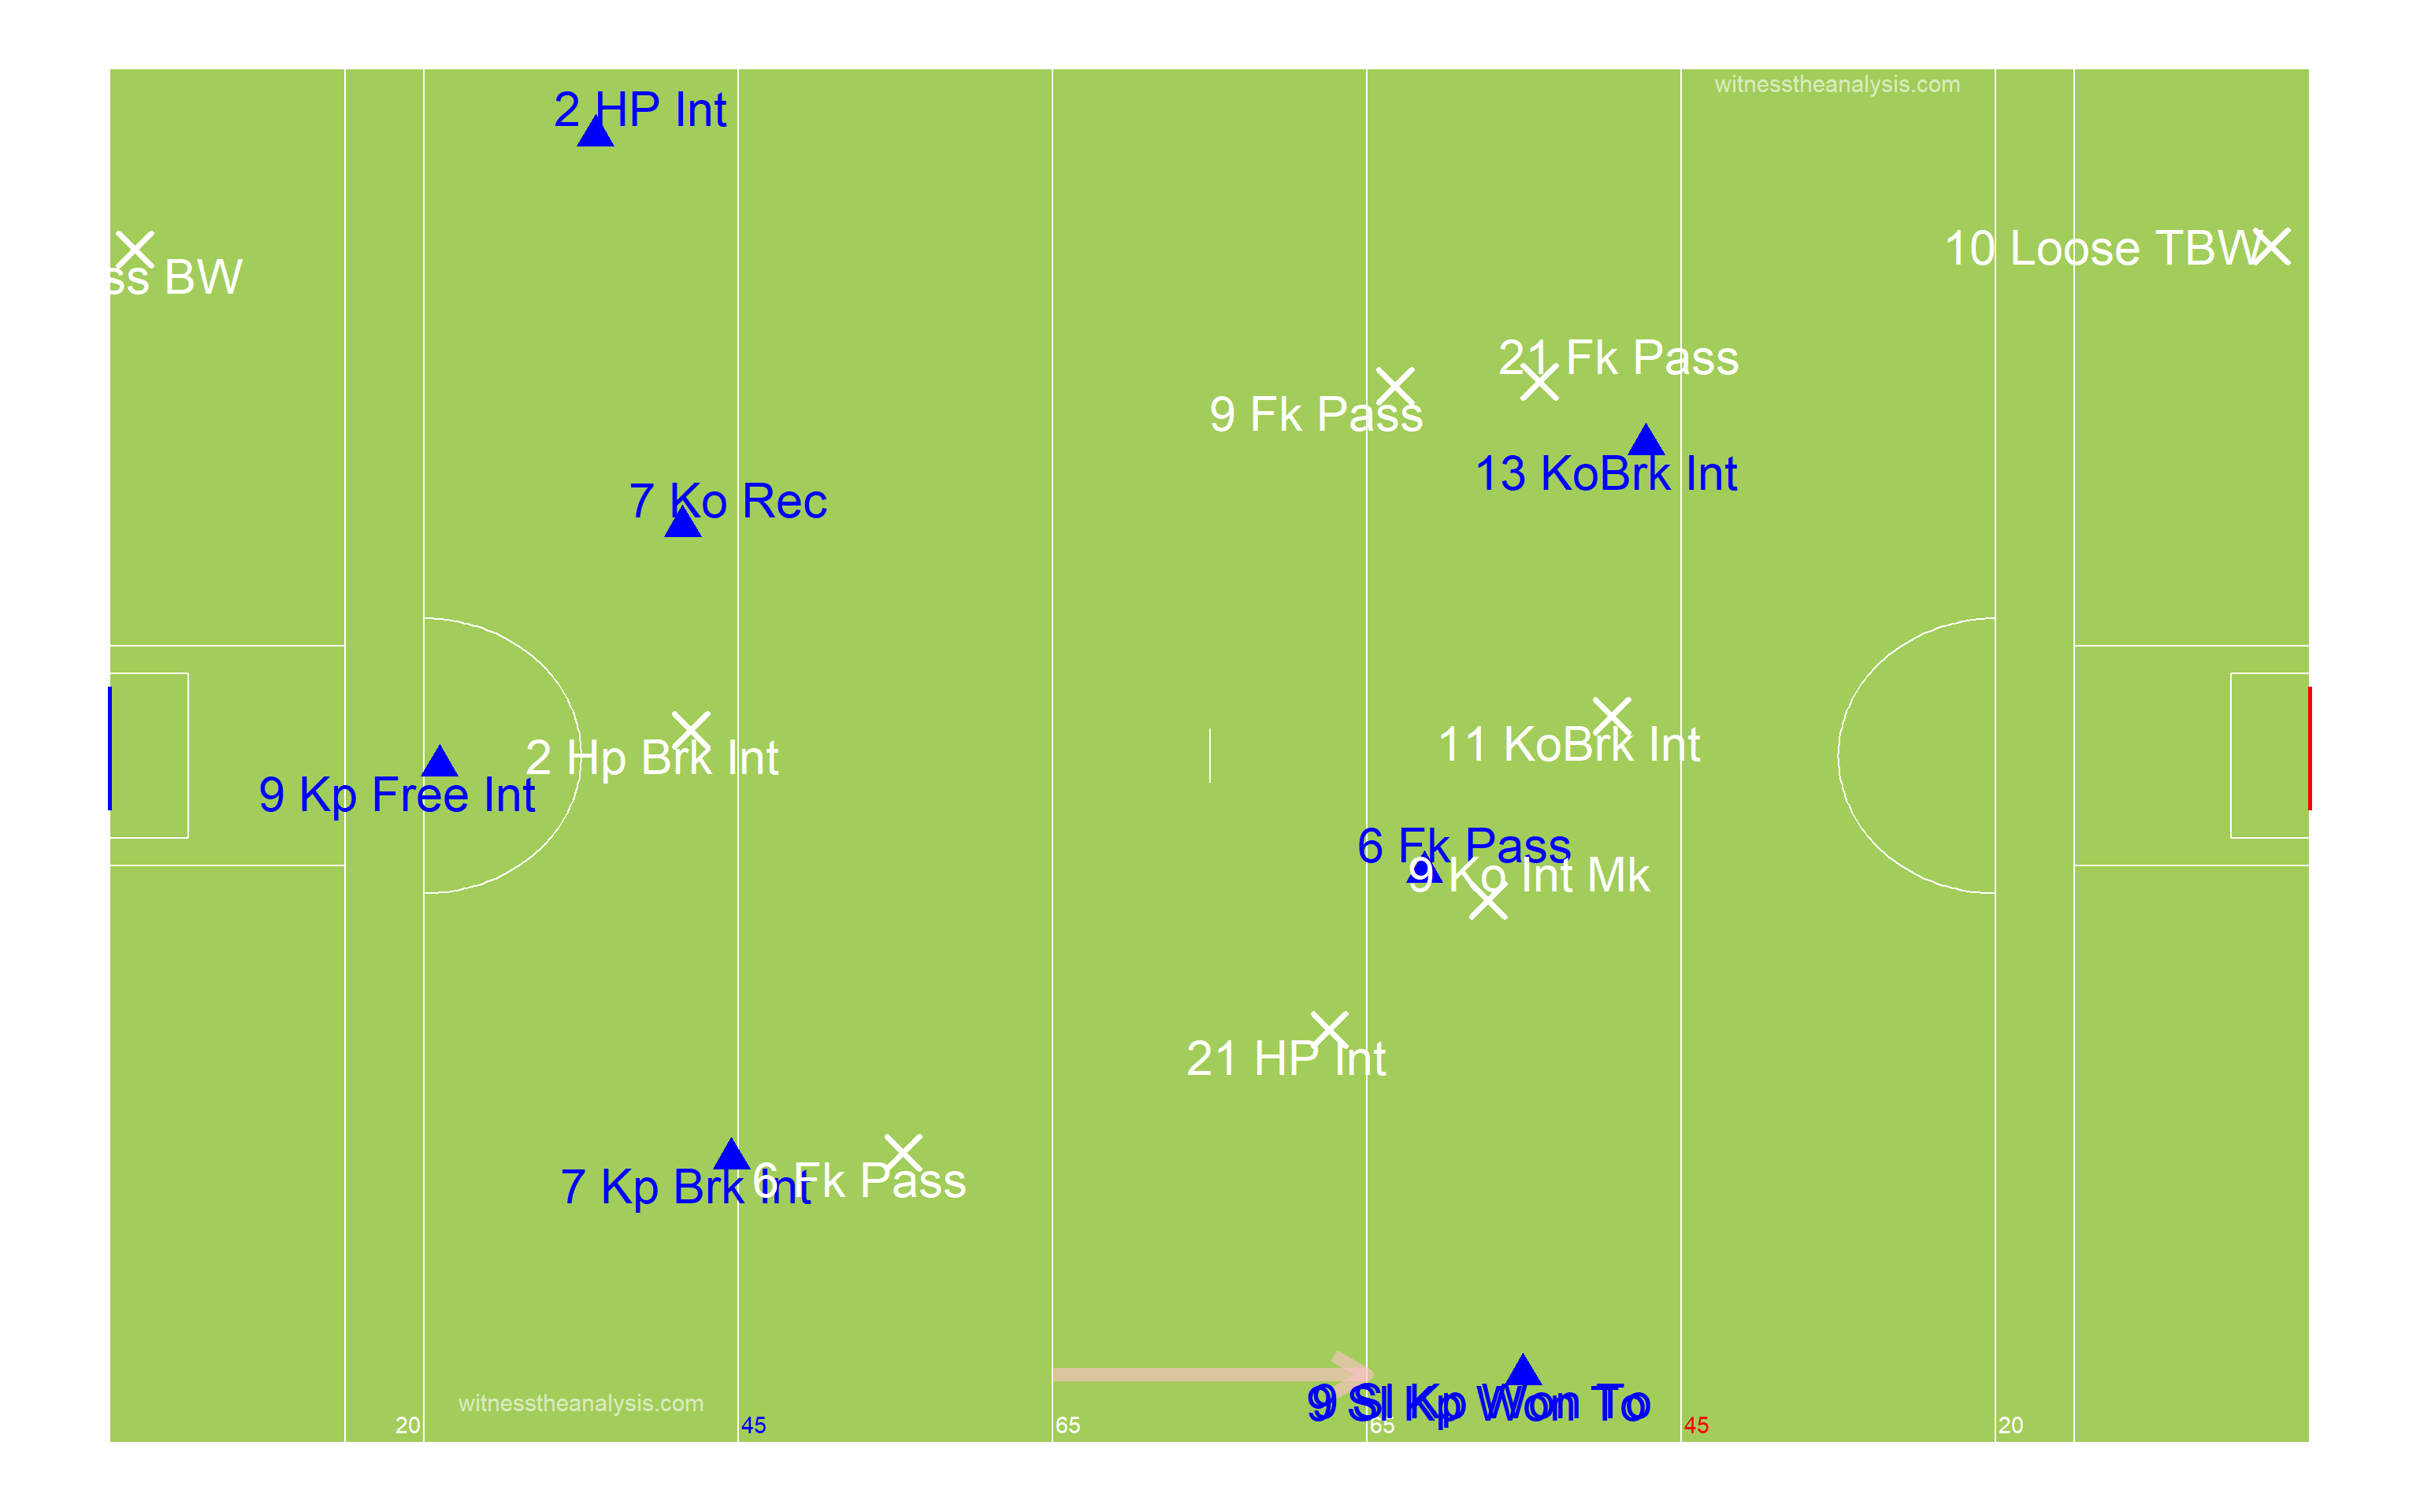 witnesstheanalysis.com
2 HP Int
10 Loose TBW
ss BW
21 Fk Pass
9 Fk Pass
13 KoBrk Int
7 Ko Rec
11 KoBrk Int
2 Hp Brk Int
9 Kp Free Int
6 Fk Pass
9 Ko Int Mk
21 HP Int
7 Kp Brk Int
6 Fk Pass
9 Sl Kp Won To
witnesstheanalysis.com
20
45
65
65
45
20